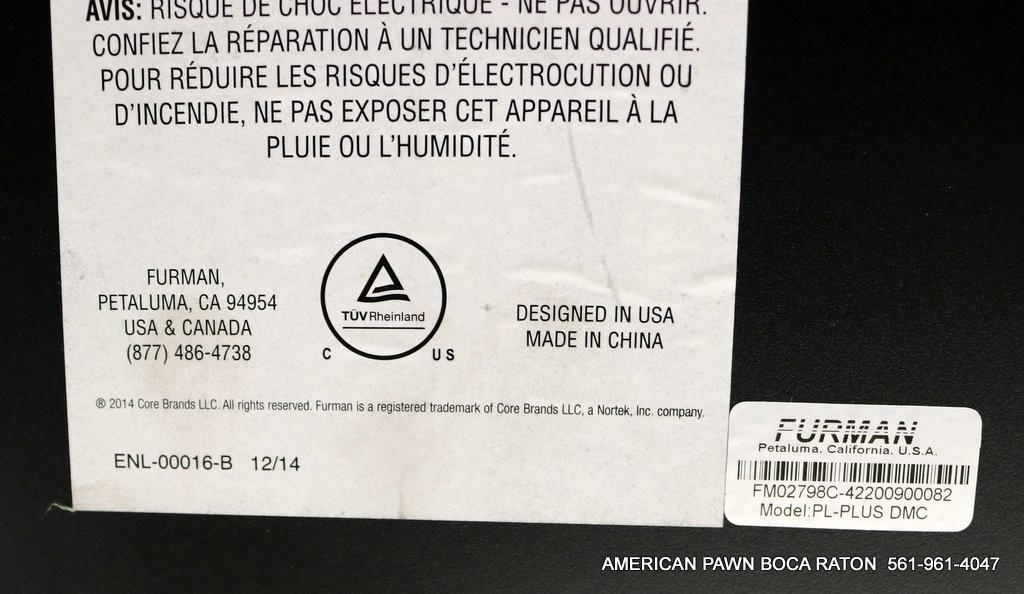 AVIS: RISQUE DE CHOC ÉLECTRIQUE - NE PAS OUVRIR.
CONFIEZ LA RÉPARATION À UN TECHNICIEN QUALIFIÉ.
POUR RÉDUIRE LES RISQUES D'ÉLECTROCUTION OU
D'INCENDIE, NE PAS EXPOSER CET APPAREIL À LA
PLUIE OU L'HUMIDITÉ.
FURMAN,
PETALUMA, CA 94954
USA & CANADA
(877) 486-4738
TÜVRheinland
C US
DESIGNED IN USA
MADE IN CHINA
® 2014 Core Brands LLC. All rights reserved. Furman is a registered trademark of Core Brands LLC, a Nortek, Inc. company.
ENL-00016-B 12/14
FURMAN
Petaluma. California. U.S.A.
FM02798C-42200900082
Model:PL-PLUS DMC
AMERICAN PAWN BOCA RATON 561-961-4047